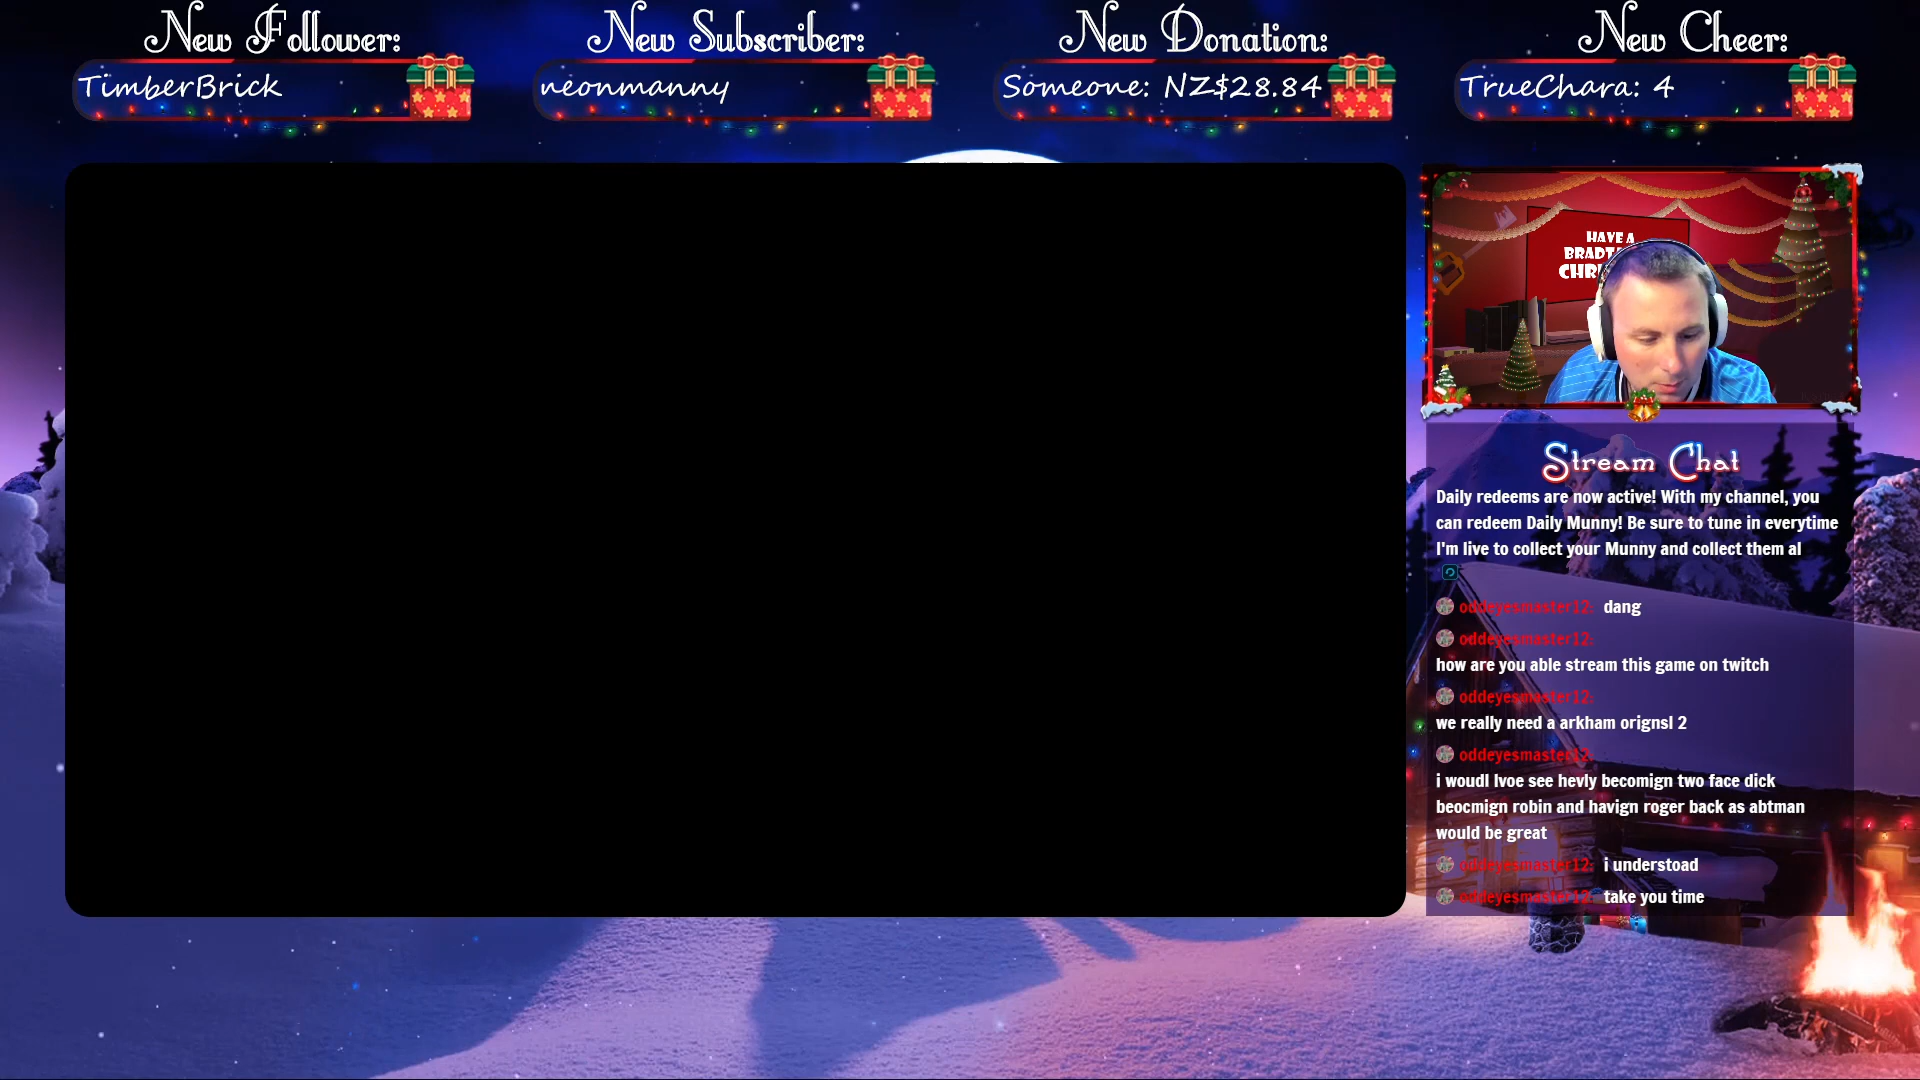 New Follower:
New Subscriber:
New Donation:
New Cheer:
TimberBrick
neonmanny
Someone: NZ$28.84
TrueChara: 4
HAVE A
Stream Chat
Daily redeems are now active! With my channel, you
can redeem Daily Munny! Be sure to tune in everytime
I'm live to collect your Munny and collect them al
oddeyesmaster12: dang
oddeyesmaster12:
how are you able stream this game on twitch
oddeyesmaster12:
we really need a arkham orignsl 2
oddeyesmaster12:
i woudl lvoe see hevly becomign two face dick
beocmign robin and havign roger back as abtman
would be great
oddeyesmaster12: i understoad
oddeyesmaster12: take you time